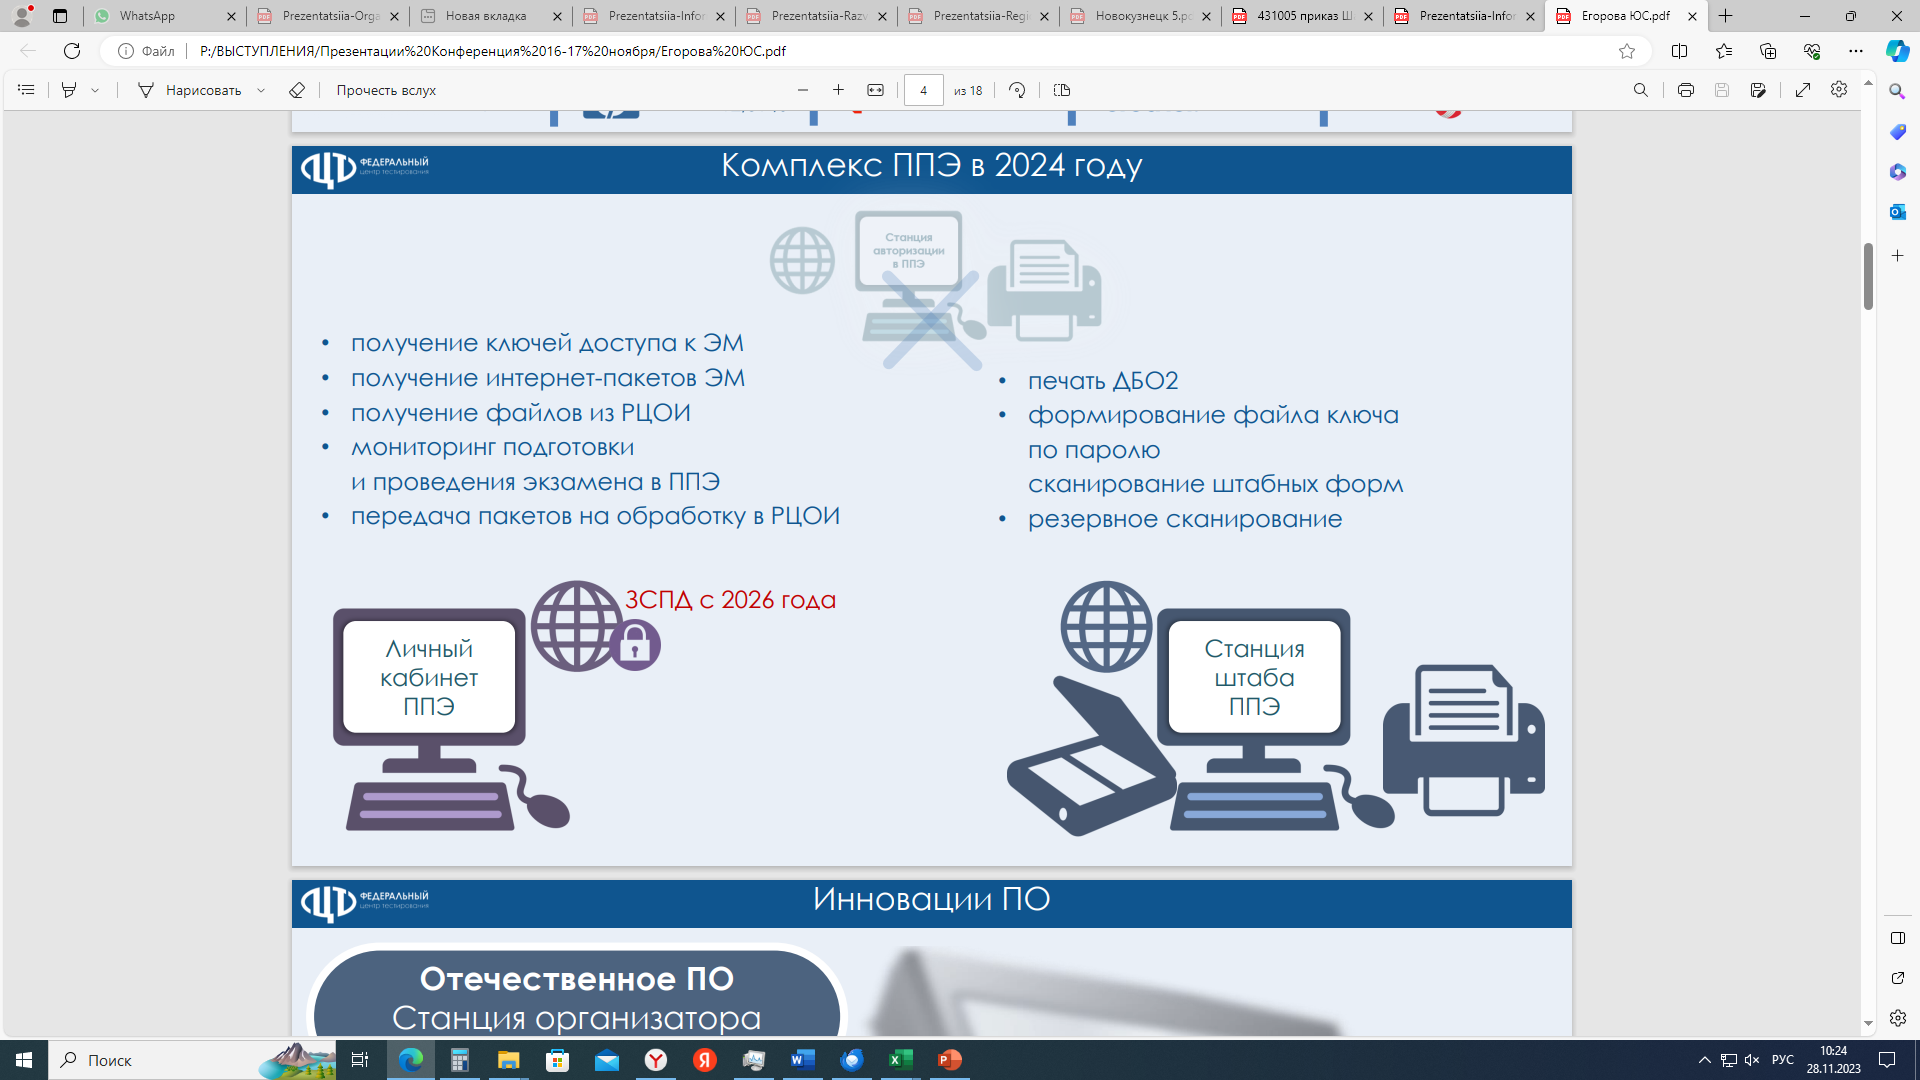 WhatsApp
Prezentatsiia-Orga
Новая вкладка
Prezentatsiia-Infor
Prezentatsiia-Razv
Prezentatsiia-Regi
Новокузнецк 5.pd
431005 приказ Ш
Prezentatsiia-Infor
Егорова ЮС.pdf
Файл
P:/ВЫСТУПЛЕНИЯ/Презентации%20Конференция%2016-17%20ноября/Егорова%20ЮС.pdf
Нарисовать
Прочесть вслух
4
из 18
ФЕДЕРАЛЬНЫЙ
центр тестирования
Комплекс ППЭ в 2024 году
Станция
авторизации
в ППЭ
• получение ключей доступа к ЭМ
• получение интернет-пакетов ЭМ
• получение файлов из РЦОИ
• мониторинг подготовки
и проведения экзамена в ППЭ
• передача пакетов на обработку в РЦОИ
• печать ДБО2
• формирование файла ключа
по паролю
сканирование штабных форм
• резервное сканирование
ЗСПД с 2026 года
Личный
кабинет
ППЭ
Станция
штаба
ППЭ
ФЕДЕРАЛЬНЫЙ
центр тестирования
Инновации ПО
Отечественное ПО
Станция организатора
Поиск
РУС
10:24
28.11.2023